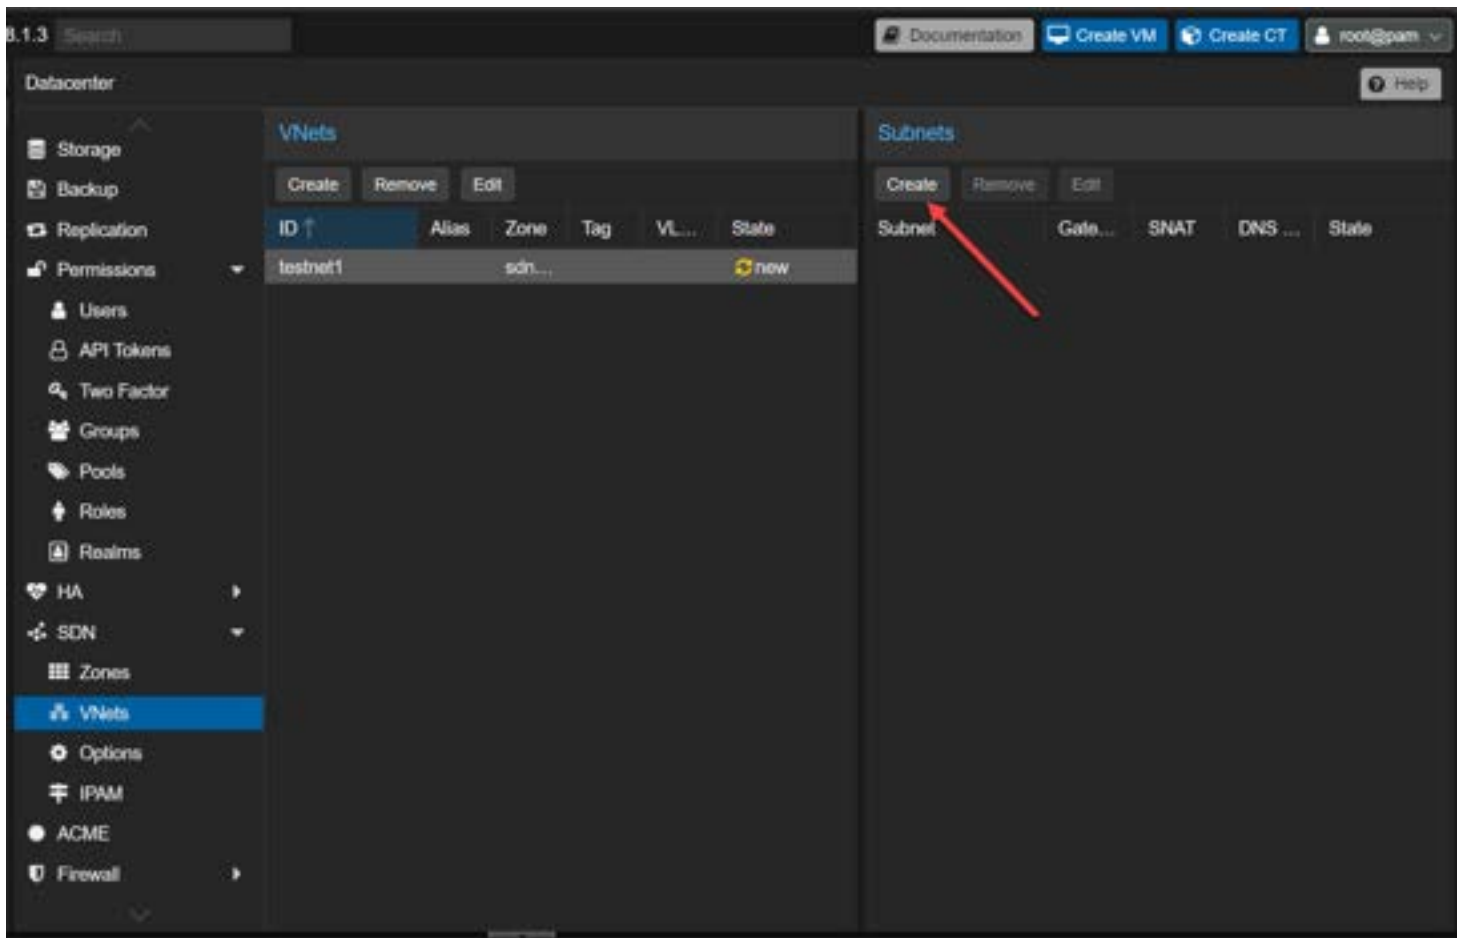 8.1.3 Search Documentation Create VM Create CT root@pam
Datacenter Help
Storage
Backup
Replication
Permissions
Users
API Tokens
Two Factor
Groups
Pools
Roles
Realms
HA
SDN
Zones
VNets
Options
IPAM
ACME
Firewall
VNets
Create Remove Edit
ID Alias Zone Tag VL... State
testnet1 sdn... new
Subnets
Create Remove Edit
Subnet Gate... SNAT DNS ... State